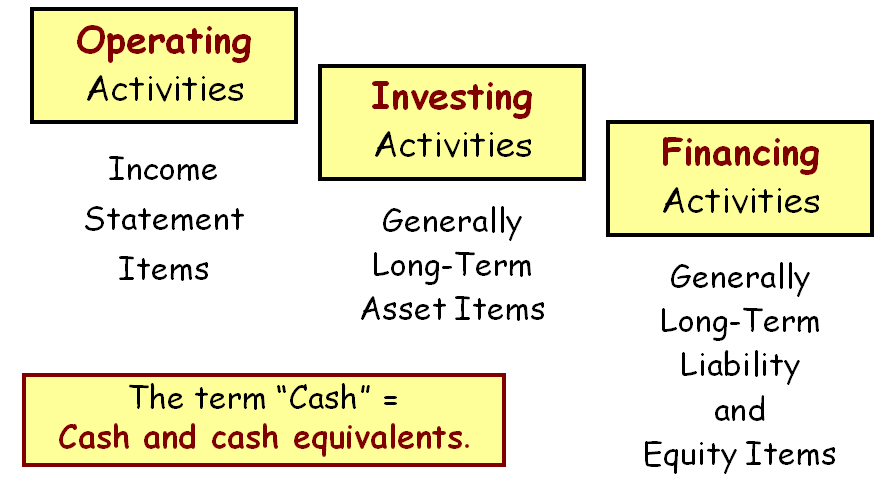 Operating
Activities
Income
Statement
Items
Investing
Activities
Generally
Long-Term
Asset Items
Financing
Activities
Generally
Long-Term
Liability
and
Equity Items
The term “Cash” =
Cash and cash equivalents.